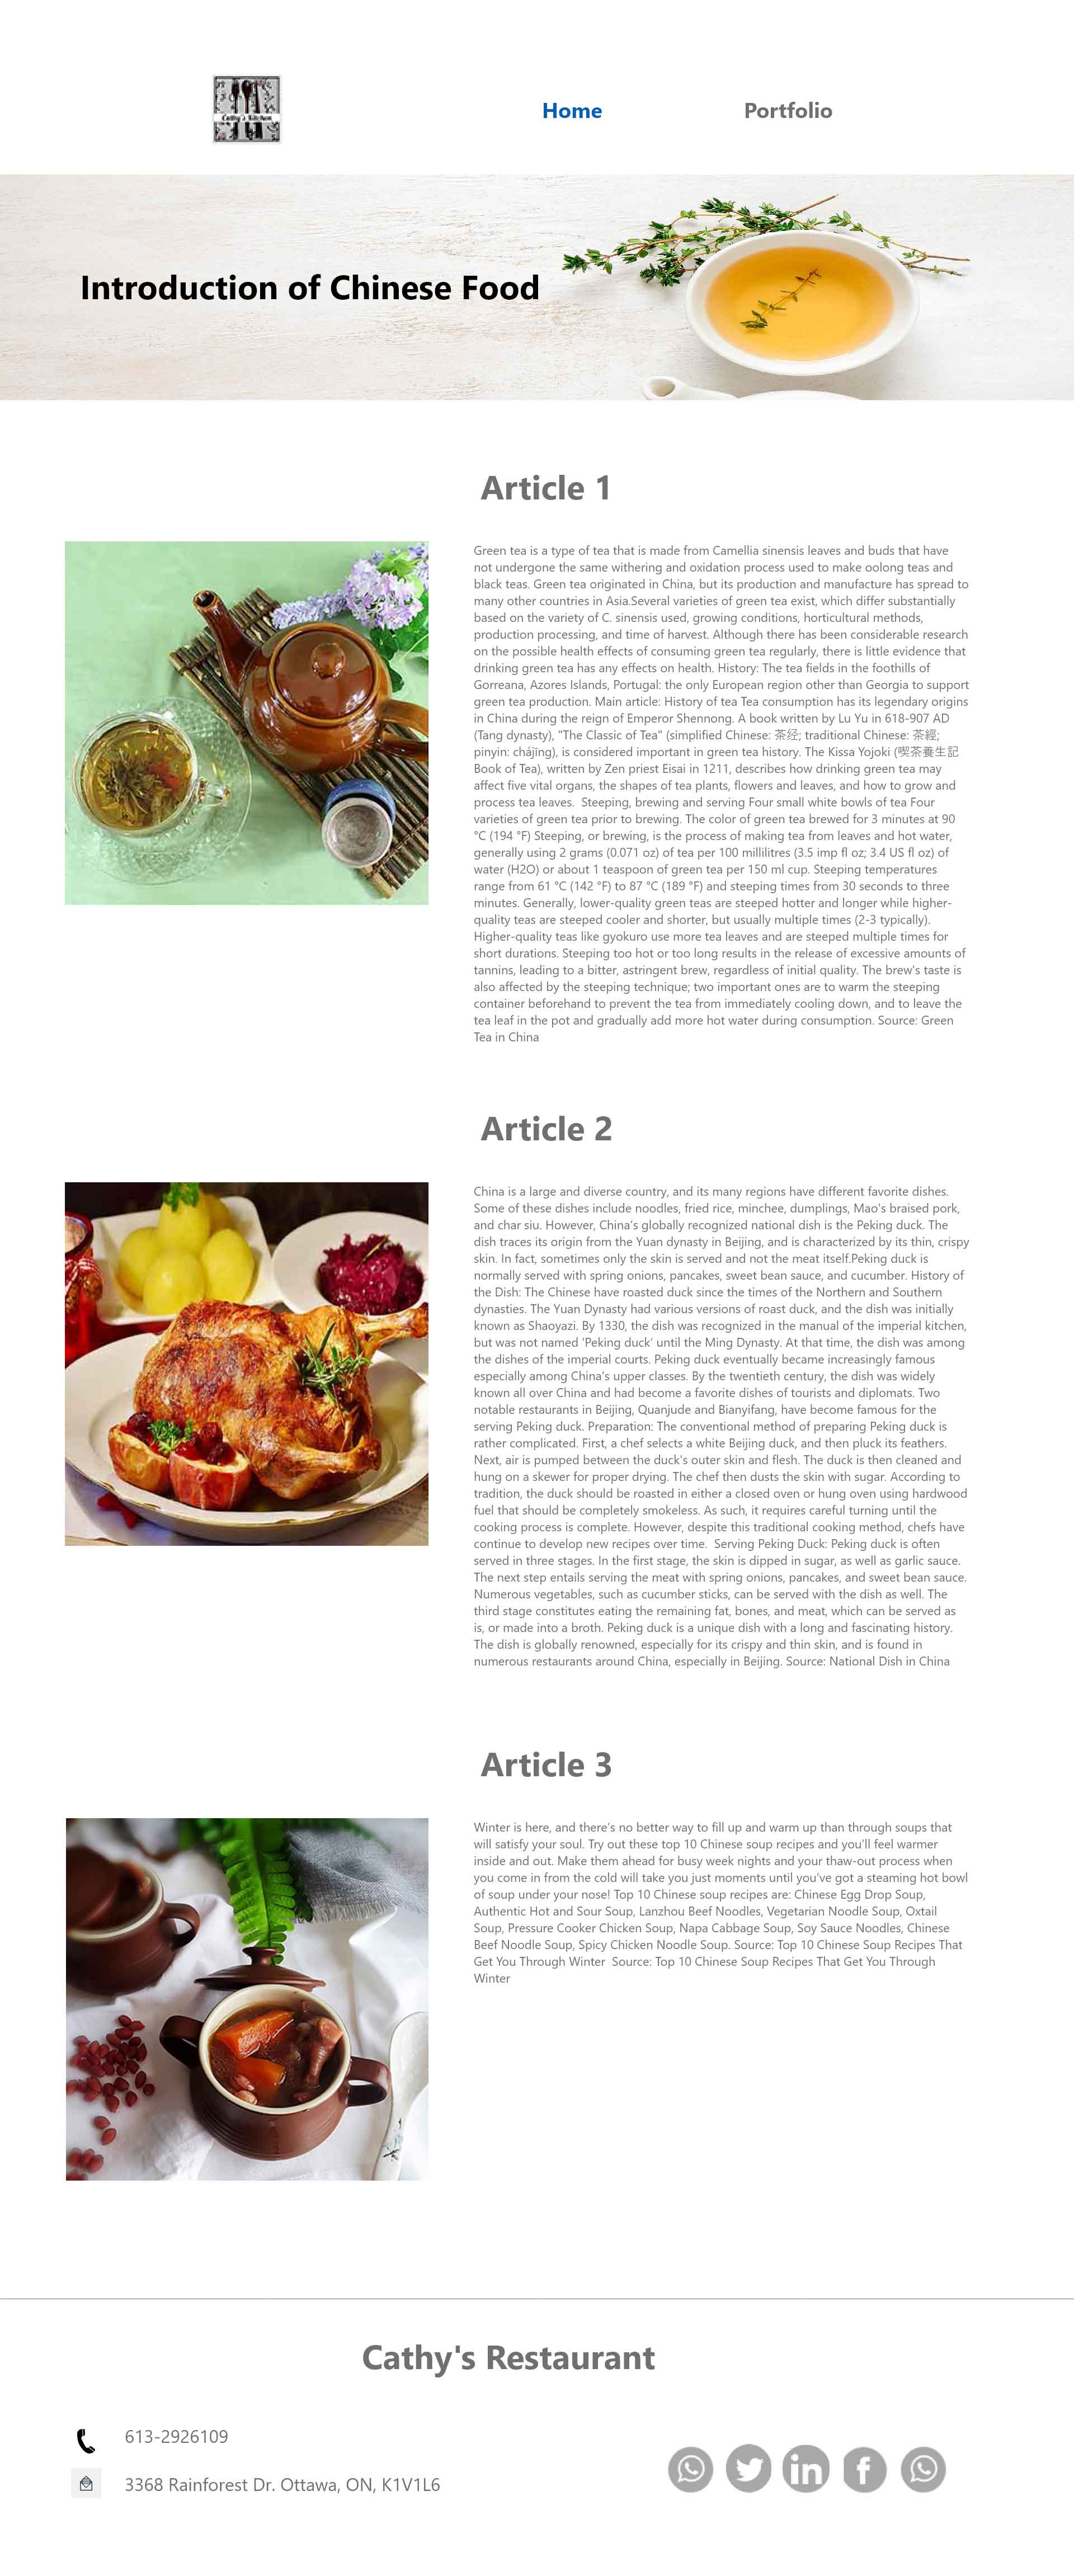 Cathy's Kitchen
Home
Portfolio
Introduction of Chinese Food
Article 1
Green tea is a type of tea that is made from Camellia sinensis leaves and buds that have
not undergone the same withering and oxidation process used to make oolong teas and
black teas. Green tea originated in China, but its production and manufacture has spread to
many other countries in Asia.Several varieties of green tea exist, which differ substantially
based on the variety of C. sinensis used, growing conditions, horticultural methods,
production processing, and time of harvest. Although there has been considerable research
on the possible health effects of consuming green tea regularly, there is little evidence that
drinking green tea has any effects on health. History: The tea fields in the foothills of
Gorreana, Azores Islands, Portugal: the only European region other than Georgia to support
green tea production. Main article: History of tea Tea consumption has its legendary origins
in China during the reign of Emperor Shennong. A book written by Lu Yu in 618-907 AD
(Tang dynasty), "The Classic of Tea" (simplified Chinese: 茶经; traditional Chinese: 茶經;
pinyin: chájīng), is considered important in green tea history. The Kissa Yojoki (喫茶養生記
Book of Tea), written by Zen priest Eisai in 1211, describes how drinking green tea may
affect five vital organs, the shapes of tea plants, flowers and leaves, and how to grow and
process tea leaves.  Steeping, brewing and serving Four small white bowls of tea Four
varieties of green tea prior to brewing. The color of green tea brewed for 3 minutes at 90
°C (194 °F) Steeping, or brewing, is the process of making tea from leaves and hot water,
generally using 2 grams (0.071 oz) of tea per 100 millilitres (3.5 imp fl oz; 3.4 US fl oz) of
water (H2O) or about 1 teaspoon of green tea per 150 ml cup. Steeping temperatures
range from 61 °C (142 °F) to 87 °C (189 °F) and steeping times from 30 seconds to three
minutes. Generally, lower-quality green teas are steeped hotter and longer while higher-
quality teas are steeped cooler and shorter, but usually multiple times (2-3 typically).
Higher-quality teas like gyokuro use more tea leaves and are steeped multiple times for
short durations. Steeping too hot or too long results in the release of excessive amounts of
tannins, leading to a bitter, astringent brew, regardless of initial quality. The brew's taste is
also affected by the steeping technique; two important ones are to warm the steeping
container beforehand to prevent the tea from immediately cooling down, and to leave the
tea leaf in the pot and gradually add more hot water during consumption. Source: Green
Tea in China
Article 2
China is a large and diverse country, and its many regions have different favorite dishes.
Some of these dishes include noodles, fried rice, minchee, dumplings, Mao's braised pork,
and char siu. However, China's globally recognized national dish is the Peking duck. The
dish traces its origin from the Yuan dynasty in Beijing, and is characterized by its thin, crispy
skin. In fact, sometimes only the skin is served and not the meat itself.Peking duck is
normally served with spring onions, pancakes, sweet bean sauce, and cucumber. History of
the Dish: The Chinese have roasted duck since the times of the Northern and Southern
dynasties. The Yuan Dynasty had various versions of roast duck, and the dish was initially
known as Shaoyazi. By 1330, the dish was recognized in the manual of the imperial kitchen,
but was not named 'Peking duck' until the Ming Dynasty. At that time, the dish was among
the dishes of the imperial courts. Peking duck eventually became increasingly famous
especially among China's upper classes. By the twentieth century, the dish was widely
known all over China and had become a favorite dishes of tourists and diplomats. Two
notable restaurants in Beijing, Quanjude and Bianyifang, have become famous for the
serving Peking duck. Preparation: The conventional method of preparing Peking duck is
rather complicated. First, a chef selects a white Beijing duck, and then pluck its feathers.
Next, air is pumped between the duck's outer skin and flesh. The duck is then cleaned and
hung on a skewer for proper drying. The chef then dusts the skin with sugar. According to
tradition, the duck should be roasted in either a closed oven or hung oven using hardwood
fuel that should be completely smokeless. As such, it requires careful turning until the
cooking process is complete. However, despite this traditional cooking method, chefs have
continue to develop new recipes over time.  Serving Peking Duck: Peking duck is often
served in three stages. In the first stage, the skin is dipped in sugar, as well as garlic sauce.
The next step entails serving the meat with spring onions, pancakes, and sweet bean sauce.
Numerous vegetables, such as cucumber sticks, can be served with the dish as well. The
third stage constitutes eating the remaining fat, bones, and meat, which can be served as
is, or made into a broth. Peking duck is a unique dish with a long and fascinating history.
The dish is globally renowned, especially for its crispy and thin skin, and is found in
numerous restaurants around China, especially in Beijing. Source: National Dish in China
Article 3
Winter is here, and there's no better way to fill up and warm up than through soups that
will satisfy your soul. Try out these top 10 Chinese soup recipes and you'll feel warmer
inside and out. Make them ahead for busy week nights and your thaw-out process when
you come in from the cold will take you just moments until you've got a steaming hot bowl
of soup under your nose! Top 10 Chinese soup recipes are: Chinese Egg Drop Soup,
Authentic Hot and Sour Soup, Lanzhou Beef Noodles, Vegetarian Noodle Soup, Oxtail
Soup, Pressure Cooker Chicken Soup, Napa Cabbage Soup, Soy Sauce Noodles, Chinese
Beef Noodle Soup, Spicy Chicken Noodle Soup. Source: Top 10 Chinese Soup Recipes That
Get You Through Winter  Source: Top 10 Chinese Soup Recipes That Get You Through
Winter
Cathy's Restaurant
613-2926109
3368 Rainforest Dr. Ottawa, ON, K1V1L6